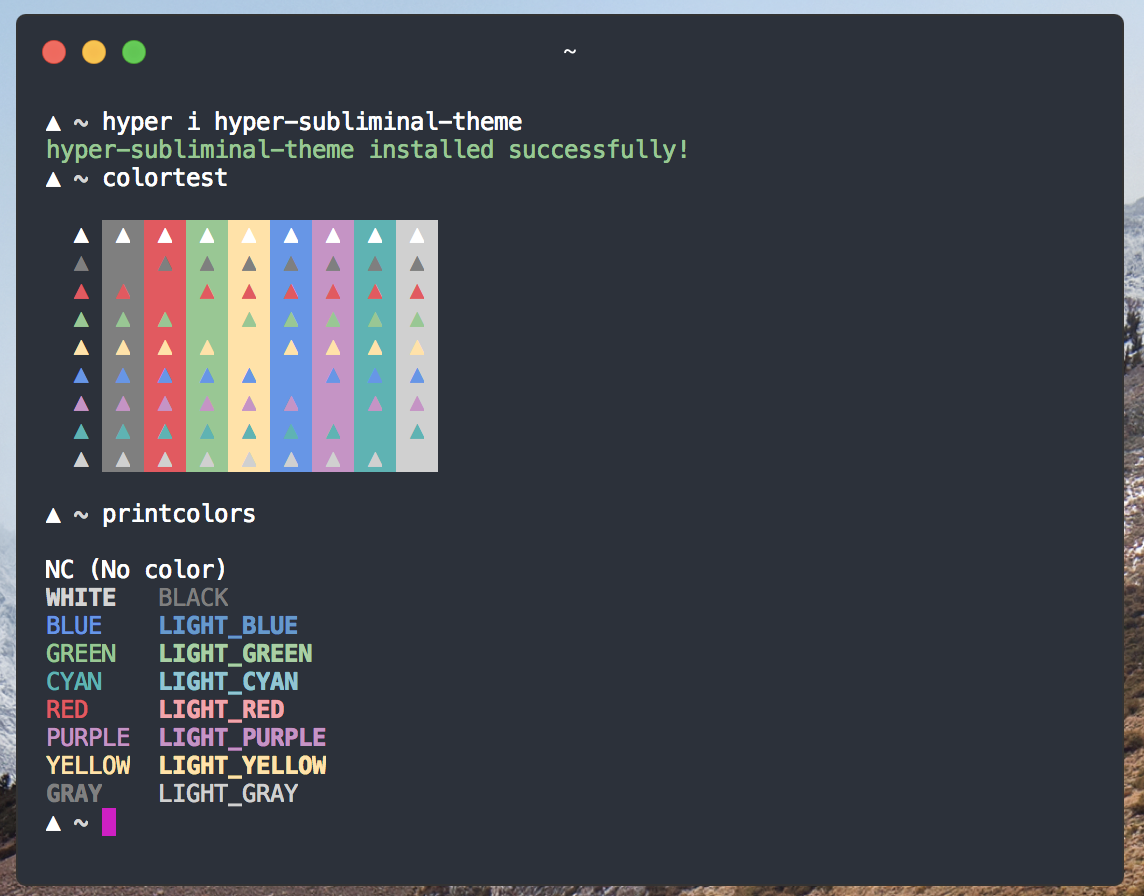 ~
▲ ~ hyper i hyper-subliminal-theme
hyper-subliminal-theme installed successfully!
▲ ~ colortest
▲ ▲ ▲ ▲ ▲ ▲ ▲ ▲ ▲
▲ ▲ ▲ ▲ ▲ ▲ ▲ ▲
▲ ▲ ▲ ▲ ▲ ▲ ▲ ▲
▲ ▲ ▲ ▲ ▲ ▲ ▲ ▲
▲ ▲ ▲ ▲ ▲ ▲ ▲ ▲
▲ ▲ ▲ ▲ ▲ ▲ ▲ ▲
▲ ▲ ▲ ▲ ▲ ▲ ▲ ▲
▲ ▲ ▲ ▲ ▲ ▲ ▲ ▲
▲ ▲ ▲ ▲ ▲ ▲ ▲ ▲
▲ ~ printcolors
NC (No color)
WHITE   BLACK
BLUE    LIGHT_BLUE
GREEN   LIGHT_GREEN
CYAN    LIGHT_CYAN
RED     LIGHT_RED
PURPLE  LIGHT_PURPLE
YELLOW  LIGHT_YELLOW
GRAY    LIGHT_GRAY
▲ ~